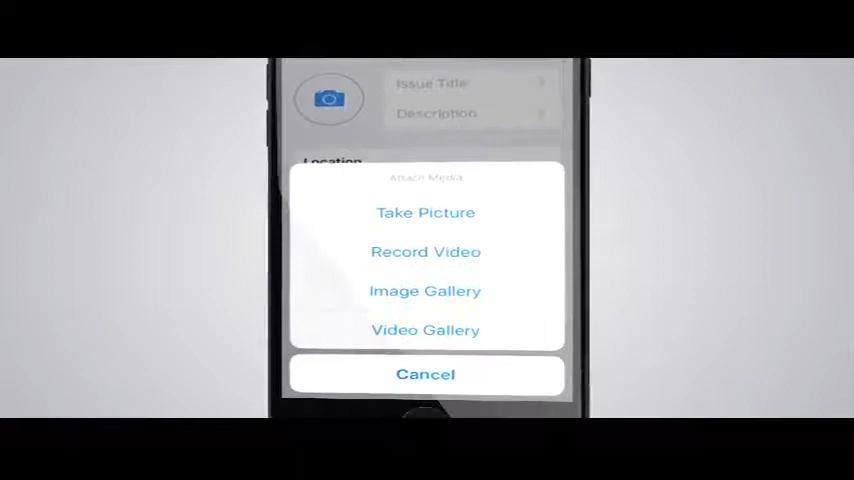 Issue Title
Description
Location
Attach Media
Take Picture
Record Video
Image Gallery
Video Gallery
Cancel